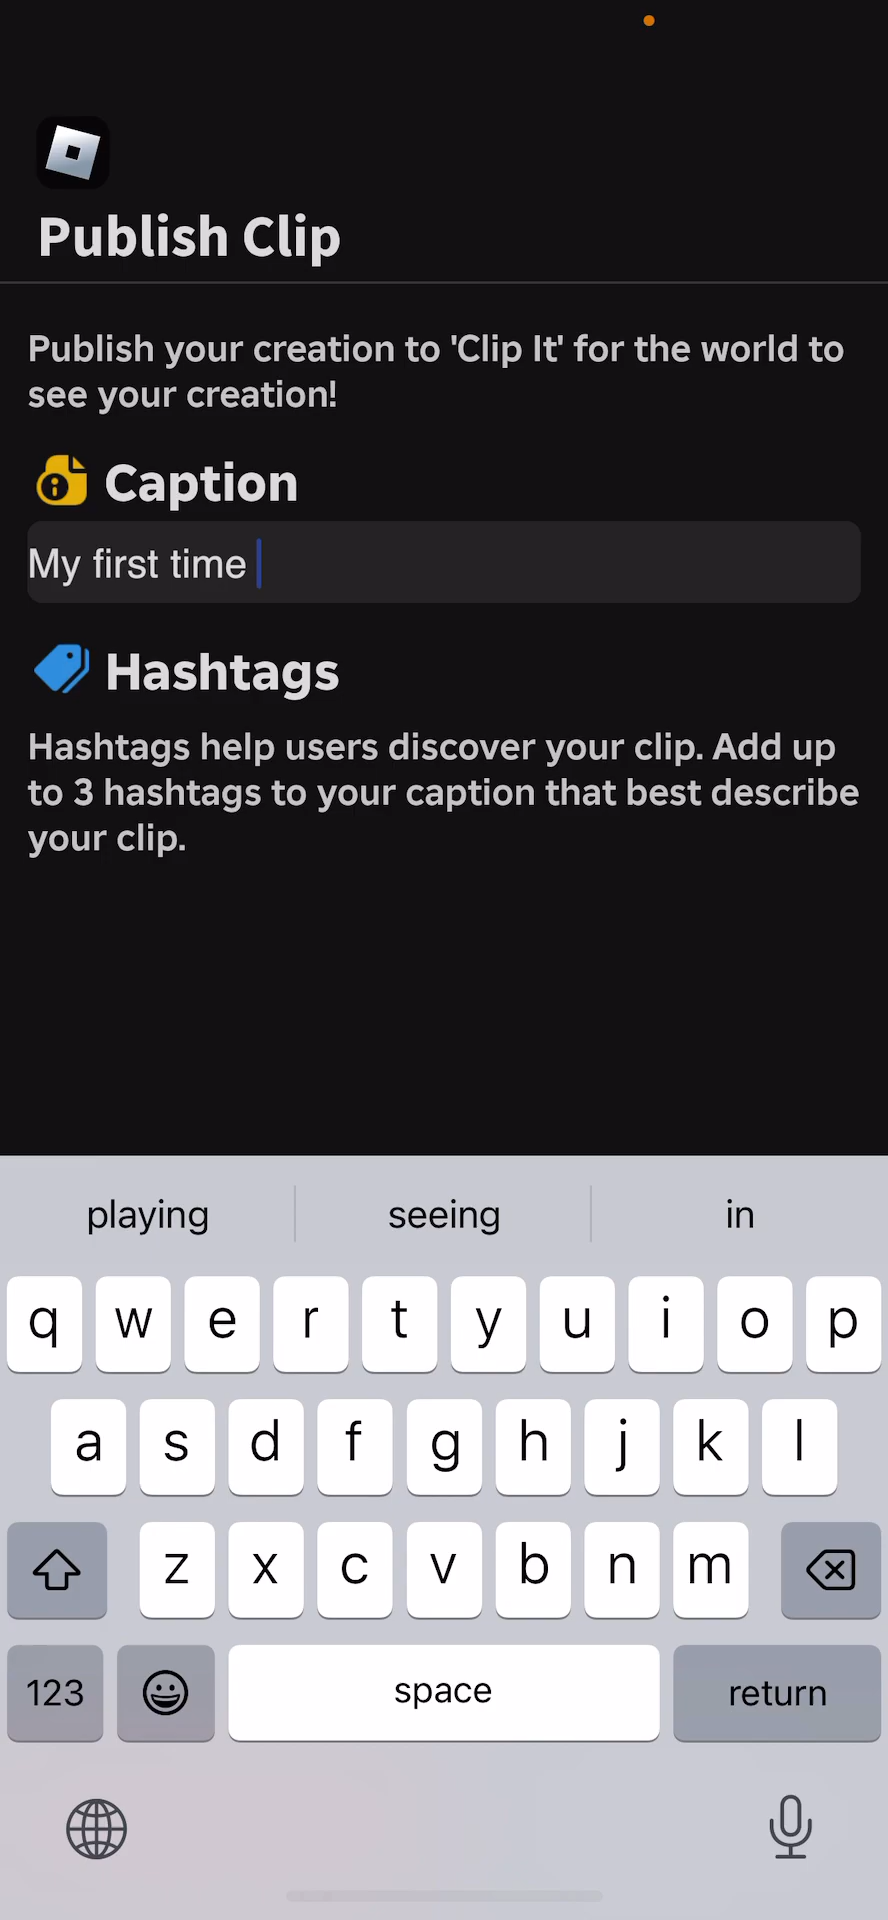 Publish Clip
Publish your creation to 'Clip It' for the world to
see your creation!
Caption
My first time
Hashtags
Hashtags help users discover your clip. Add up
to 3 hashtags to your caption that best describe
your clip.
playing seeing in
q w e r t y u i o p
a s d f g h j k l
z x c v b n m
123 space return